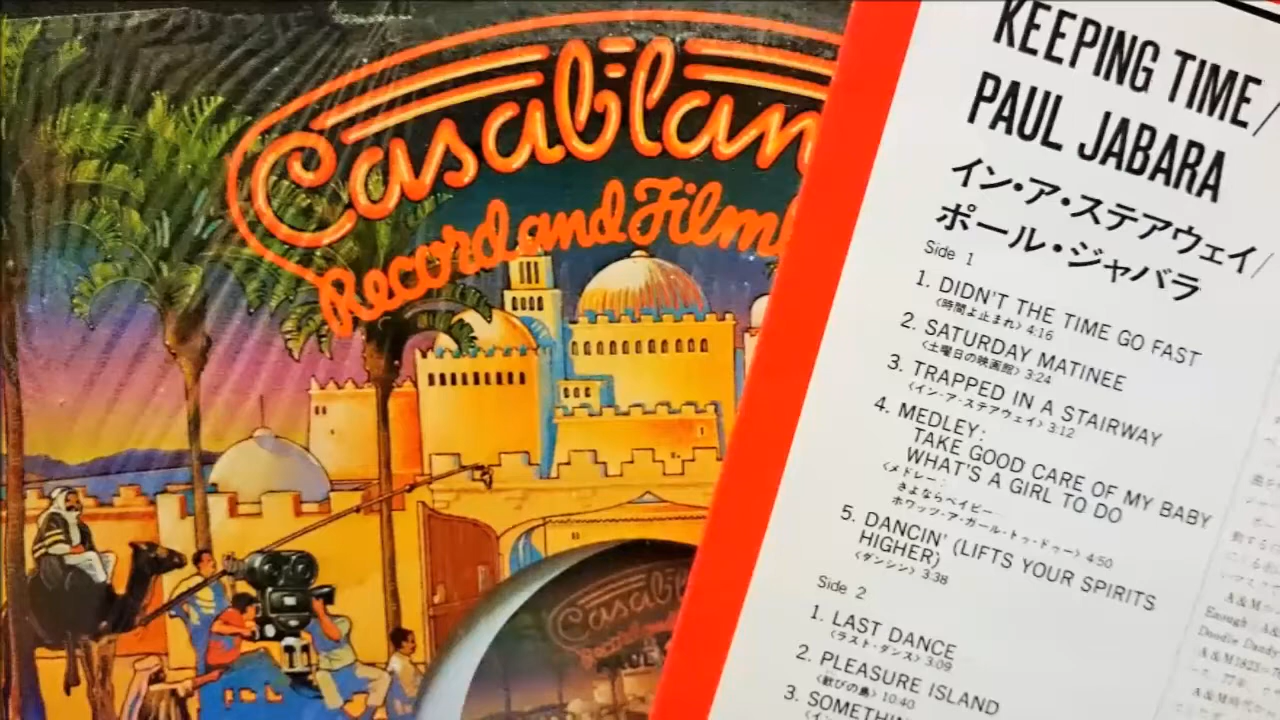 Casablan
Record and Film
KEEPING TIME /
PAUL JABARA
イン・ア・ステアウェイ/
ポール・ジャバラ
Side 1
1. DIDN'T THE TIME GO FAST
〈時間よ止まれ〉 4:16
2. SATURDAY MATINEE
〈土曜日の映画館〉 3:24
3. TRAPPED IN A STAIRWAY
〈イン・ア・ステアウェイ〉 3:12
4. MEDLEY:
TAKE GOOD CARE OF MY BABY
WHAT'S A GIRL TO DO
〈メドレー:
さよならベイビー
ホワッツ・ア・ガール・トゥ・ドゥー〉 4:50
5. DANCIN' (LIFTS YOUR SPIRITS
HIGHER)
〈ダンシン〉 3:38
Side 2
1. LAST DANCE
〈ラスト・ダンス〉 3:09
2. PLEASURE ISLAND
〈歓びの島〉 10:40
3. SOMETHIN
A&M
Enough
Doodle Dandy